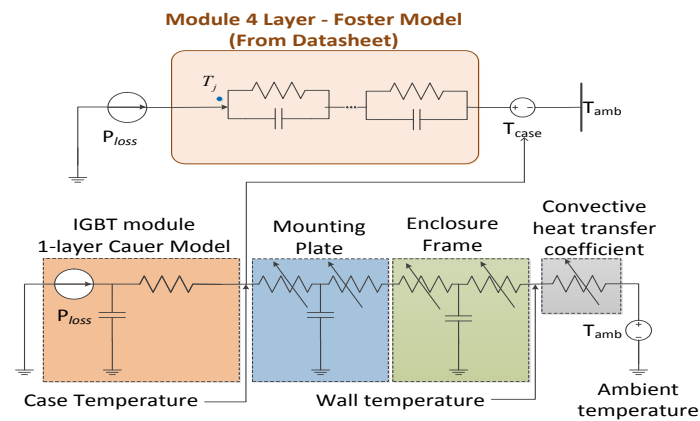 Module 4 Layer - Foster Model
(From Datasheet)
Tj
Ploss
...
Tcase
Tamb
IGBT module
1-layer Cauer Model
Mounting
Plate
Enclosure
Frame
Convective
heat transfer
coefficient
Ploss
+
-
Tamb
Case Temperature
Wall temperature
Ambient
temperature